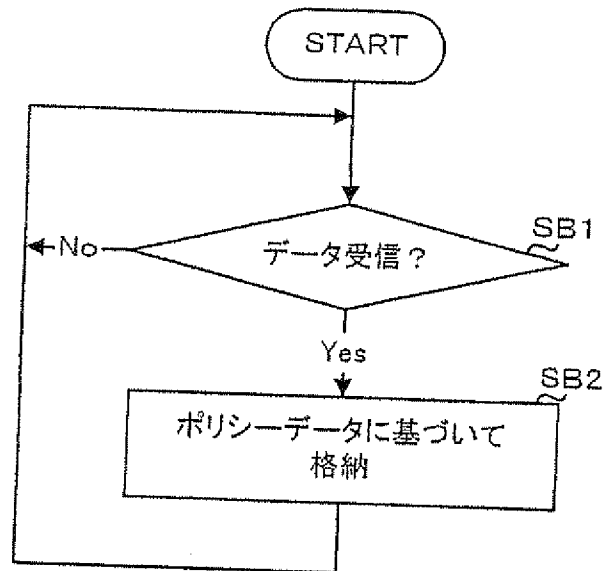 START
SB1
データ受信？
No
Yes
SB2
ポリシーデータに基づいて
格納